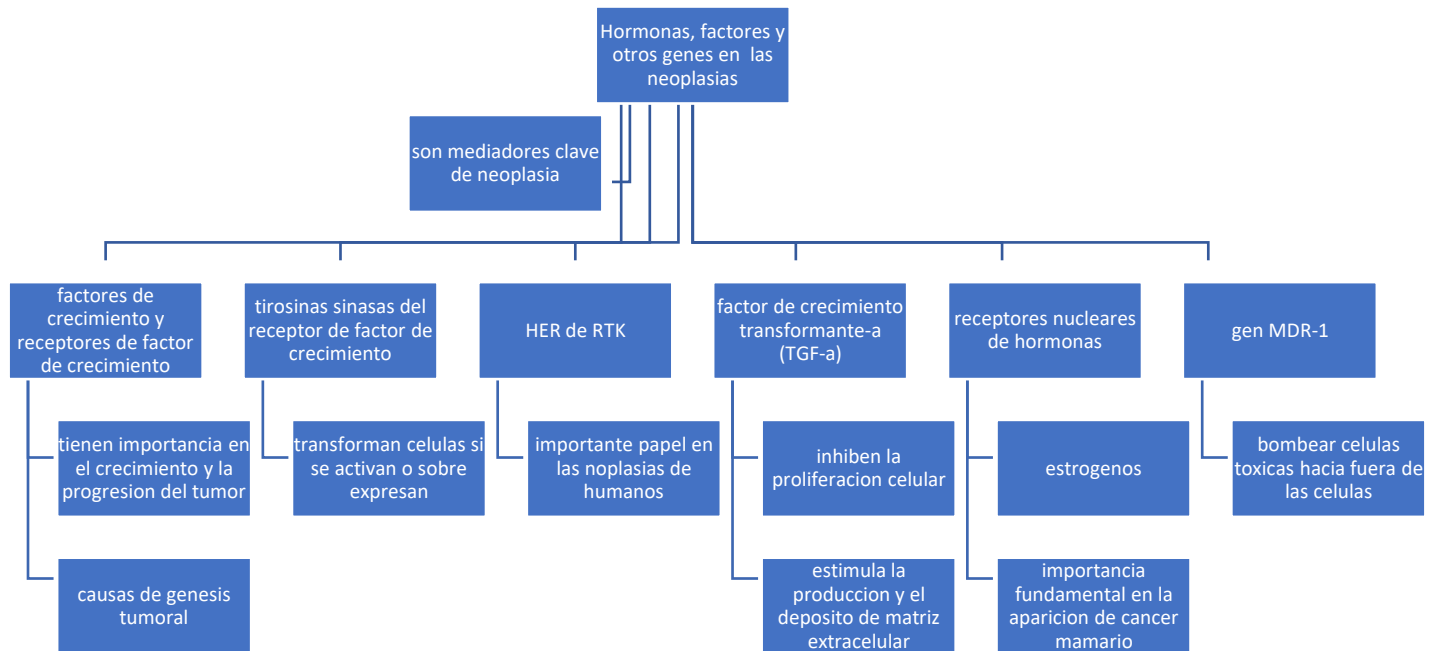 Hormonas, factores y
otros genes en las
neoplasias
son mediadores clave
de neoplasia
factores de
crecimiento y
receptores de factor
de crecimiento
tienen importancia en
el crecimiento y la
progresion del tumor
causas de genesis
tumoral
tirosinas sinasas del
receptor de factor de
crecimiento
transforman celulas si
se activan o sobre
expresan
HER de RTK
importante papel en
las noplasias de
humanos
factor de crecimiento
transformante-a
(TGF-a)
inhiben la
proliferacion celular
estimula la
produccion y el
deposito de matriz
extracelular
receptores nucleares
de hormonas
estrogenos
importancia
fundamental en la
aparicion de cancer
mamario
gen MDR-1
bombear celulas
toxicas hacia fuera de
las celulas